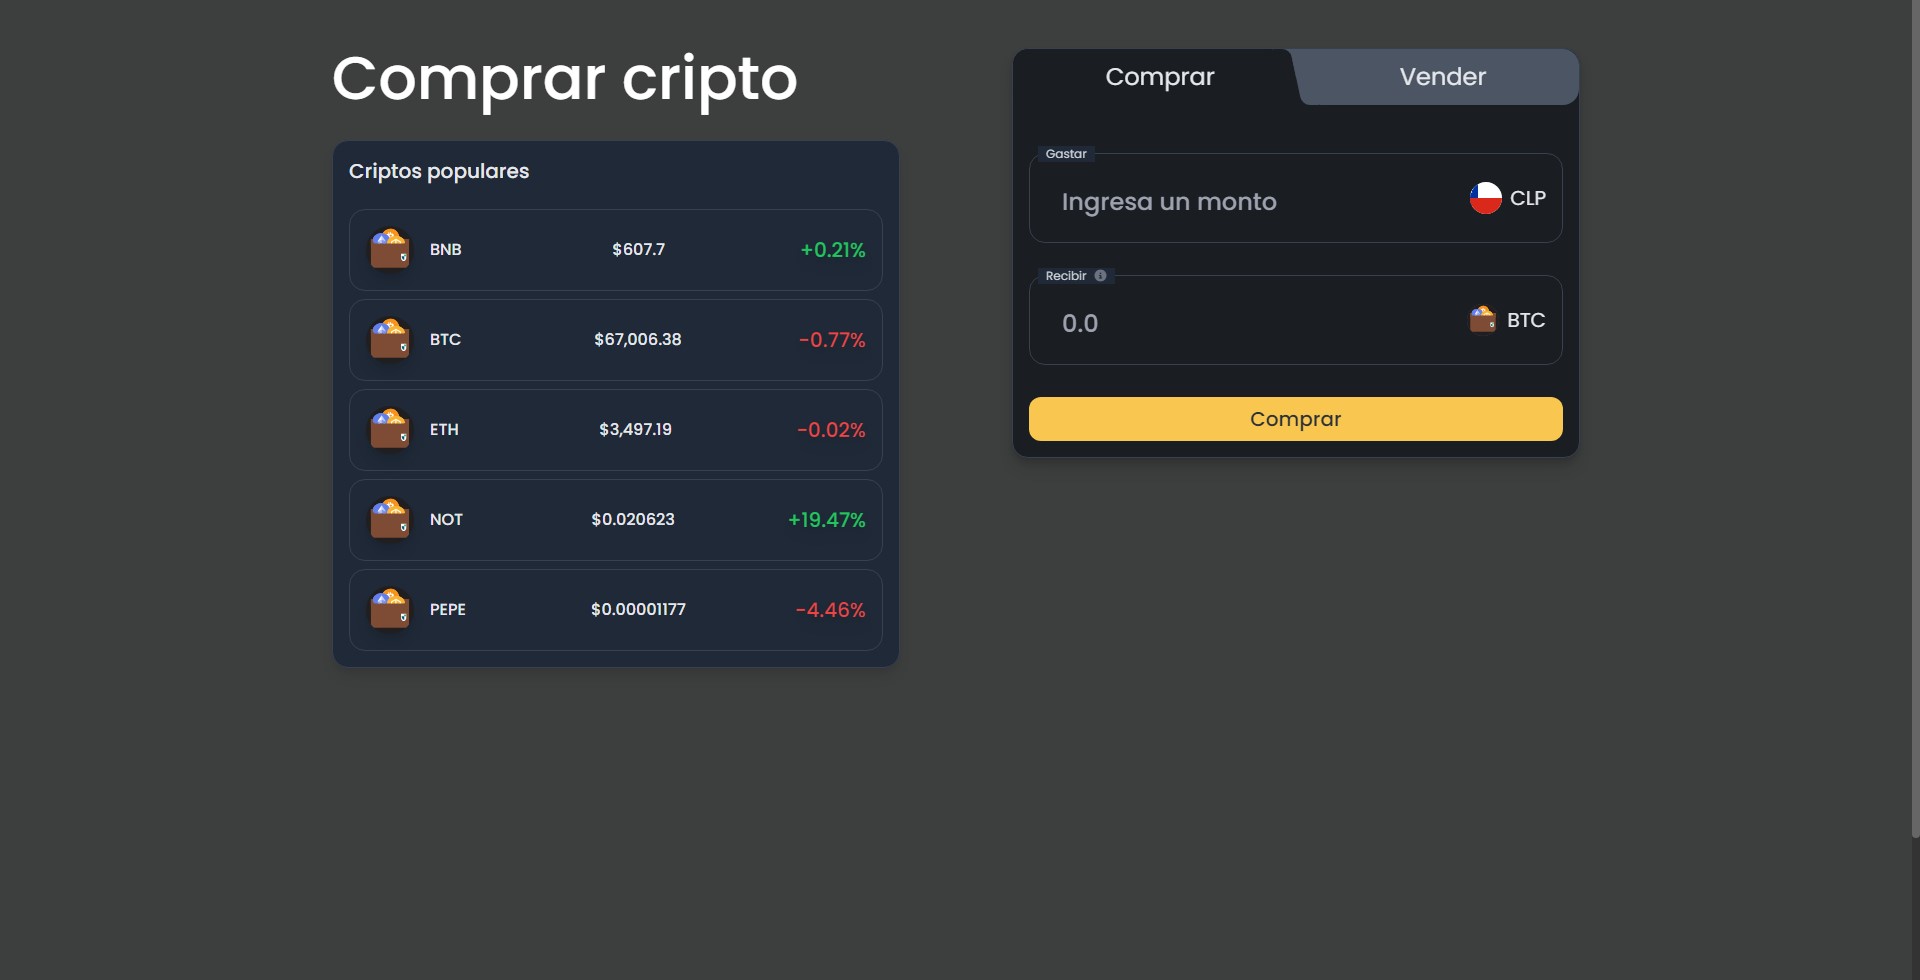 Comprar cripto
Criptos populares
BNB $607.7 +0.21%
BTC $67,006.38 -0.77%
ETH $3,497.19 -0.02%
NOT $0.020623 +19.47%
PEPE $0.00001177 -4.46%
Comprar Vender
Gastar
Ingresa un monto CLP
Recibir
0.0 BTC
Comprar